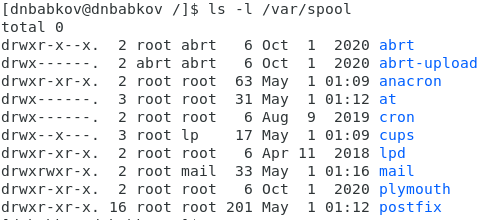 [dnbabkov@dnbabkov /]$ ls -l /var/spool
total 0
drwxr-x--x.  2 root abrt   6 Oct  1  2020 abrt
drwx------.  2 abrt abrt   6 Oct  1  2020 abrt-upload
drwxr-xr-x.  2 root root  63 May  1 01:09 anacron
drwx------.  3 root root  31 May  1 01:12 at
drwx------.  2 root root   6 Aug  9  2019 cron
drwx--x---.  3 root lp    17 May  1 01:09 cups
drwxr-xr-x.  2 root root   6 Apr 11  2018 lpd
drwxrwxr-x.  2 root mail  33 May  1 01:16 mail
drwxr-xr-x.  2 root root   6 Oct  1  2020 plymouth
drwxr-xr-x. 16 root root 201 May  1 01:12 postfix